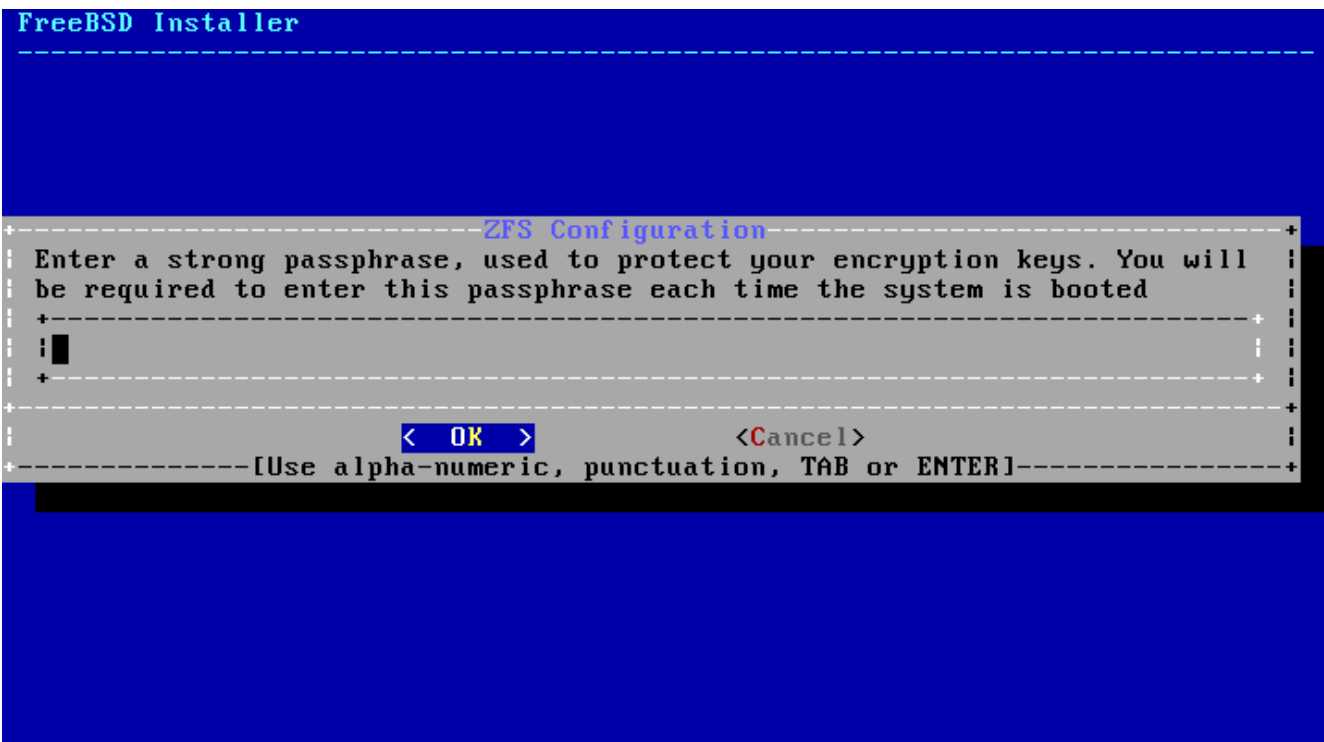 FreeBSD Installer
ZFS Configuration
Enter a strong passphrase, used to protect your encryption keys. You will
be required to enter this passphrase each time the system is booted
<  OK  > <Cancel>
[Use alpha-numeric, punctuation, TAB or ENTER]